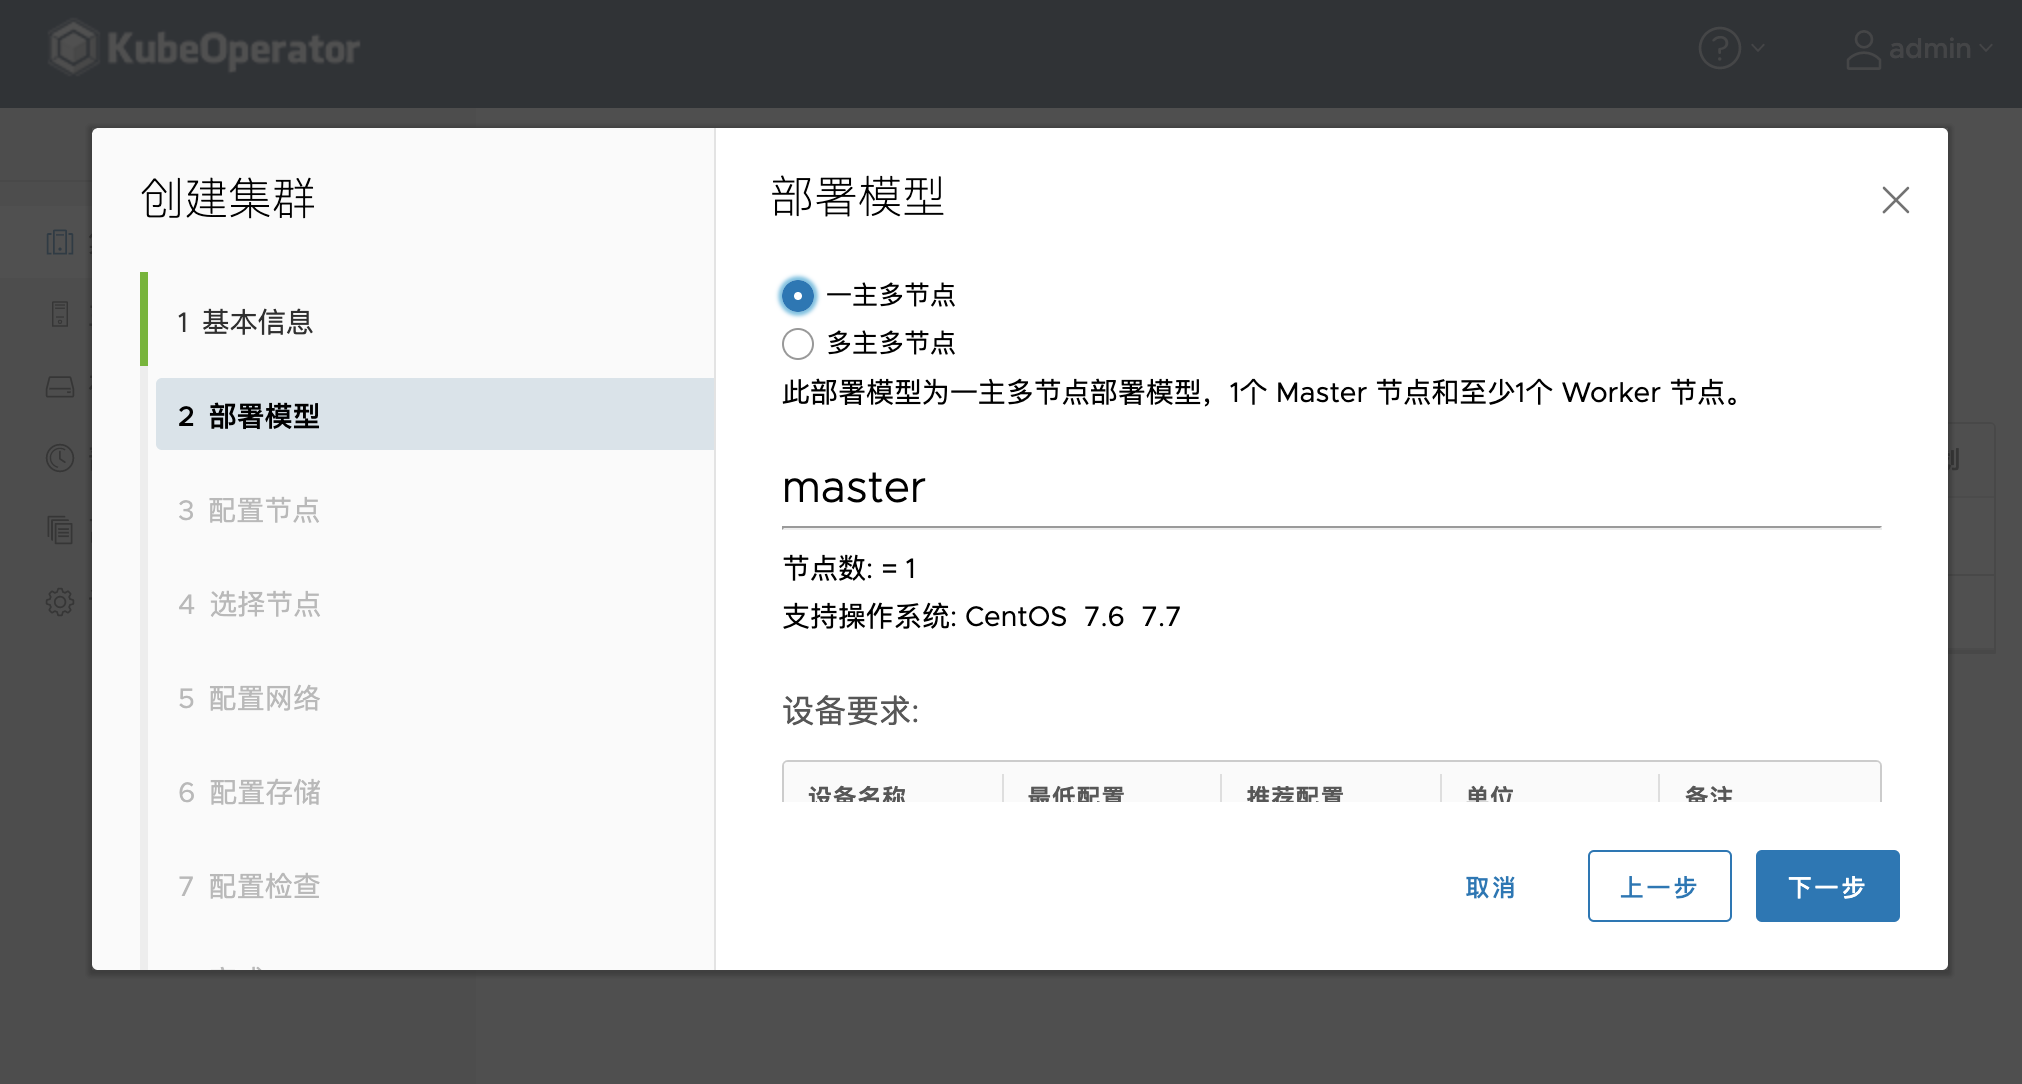 KubeOperator
admin
创建集群
1 基本信息
2 部署模型
3 配置节点
4 选择节点
5 配置网络
6 配置存储
7 配置检查
部署模型
一主多节点
多主多节点
此部署模型为一主多节点部署模型，1个 Master 节点和至少1个 Worker 节点。
master
节点数: = 1
支持操作系统: CentOS 7.6 7.7
设备要求:
设备名称 最低配置 推荐配置 单位 备注
取消 上一步 下一步